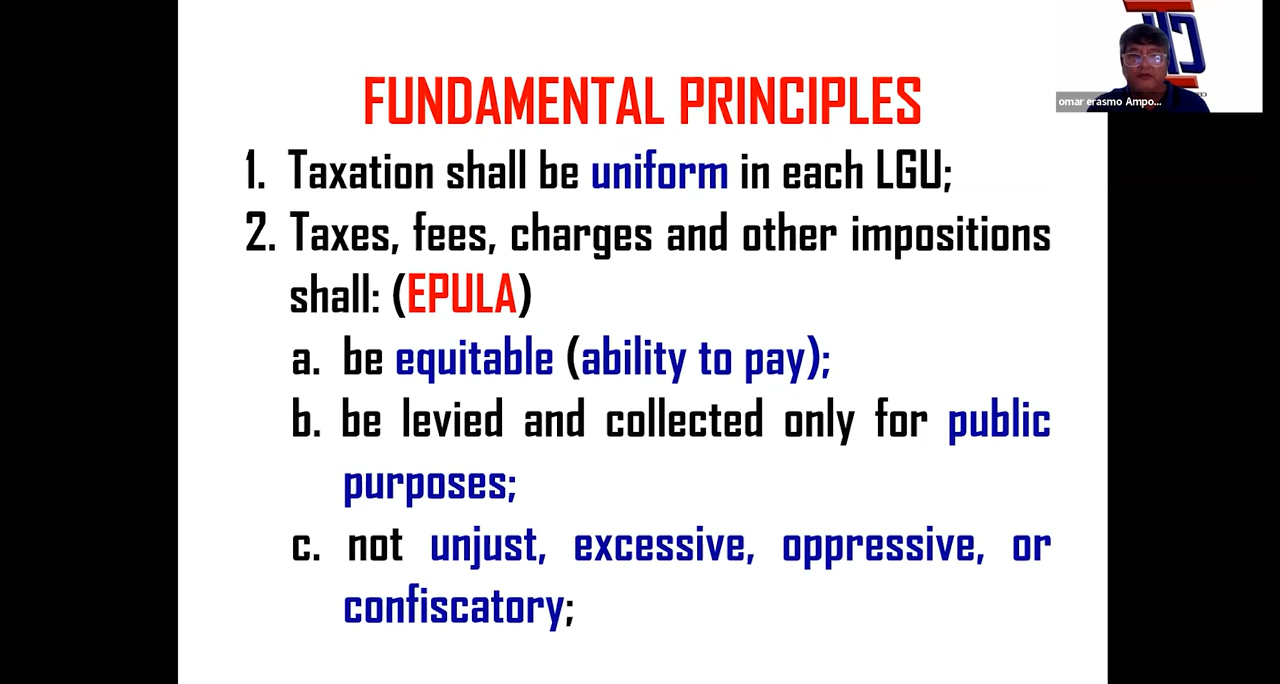 FUNDAMENTAL PRINCIPLES
1. Taxation shall be uniform in each LGU;
2. Taxes, fees, charges and other impositions
shall: (EPULA)
a. be equitable (ability to pay);
b. be levied and collected only for public
purposes;
c. not unjust, excessive, oppressive, or
confiscatory;
omar erasmo Ampo...